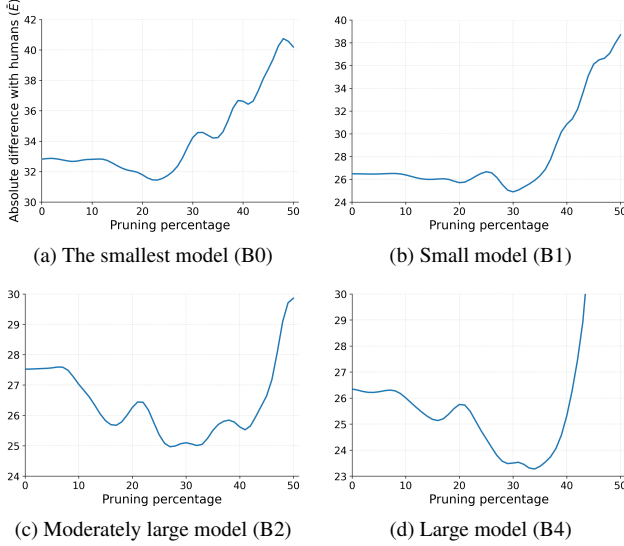 Absolute difference with humans (Ē)
42
40
38
36
34
32
30
0 10 20 30 40 50
Pruning percentage
(a) The smallest model (B0)
40
38
36
34
32
30
28
26
24
0 10 20 30 40 50
Pruning percentage
(b) Small model (B1)
30
29
28
27
26
25
24
0 10 20 30 40 50
Pruning percentage
(c) Moderately large model (B2)
30
29
28
27
26
25
24
23
0 10 20 30 40 50
Pruning percentage
(d) Large model (B4)